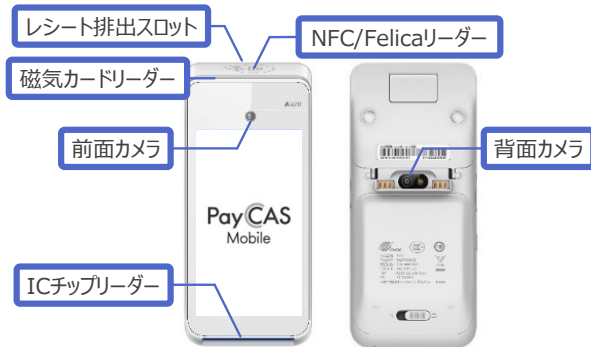 レシート排出スロット
NFC/Felicaリーダー
磁気カードリーダー
前面カメラ
背面カメラ
PayCAS
Mobile
ICチップリーダー